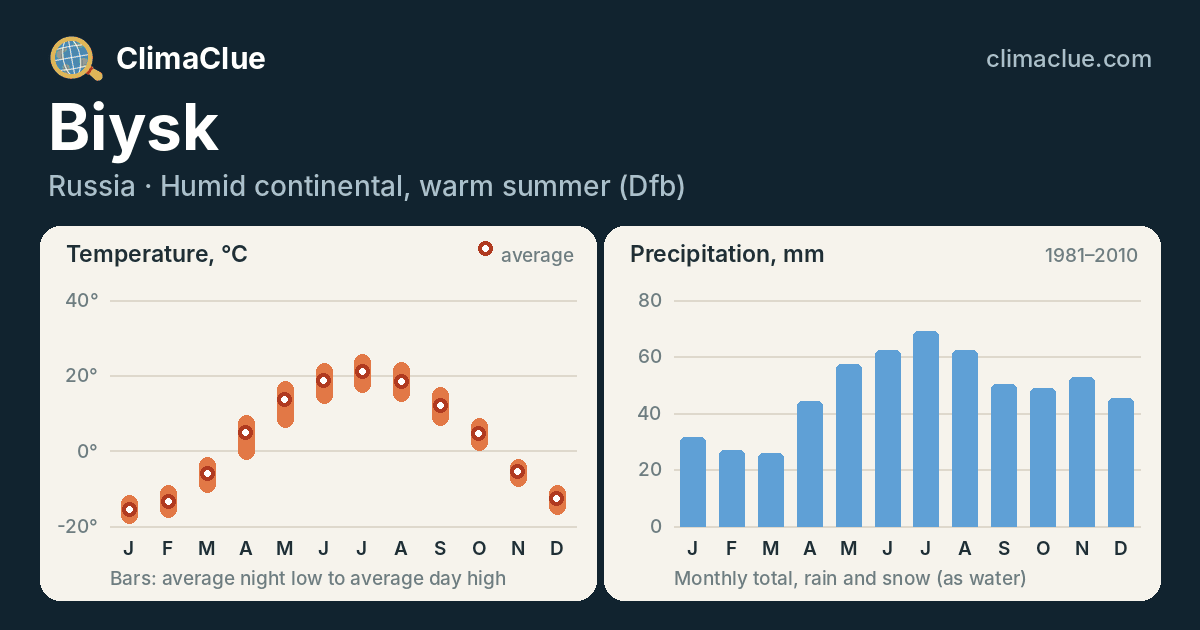 ClimaClue
climaclue.com
Biysk
Russia · Humid continental, warm summer (Dfb)
Temperature, °C
average
40°
20°
0°
-20°
J F M A M J J A S O N D
Bars: average night low to average day high
Precipitation, mm
1981–2010
80
60
40
20
0
J F M A M J J A S O N D
Monthly total, rain and snow (as water)